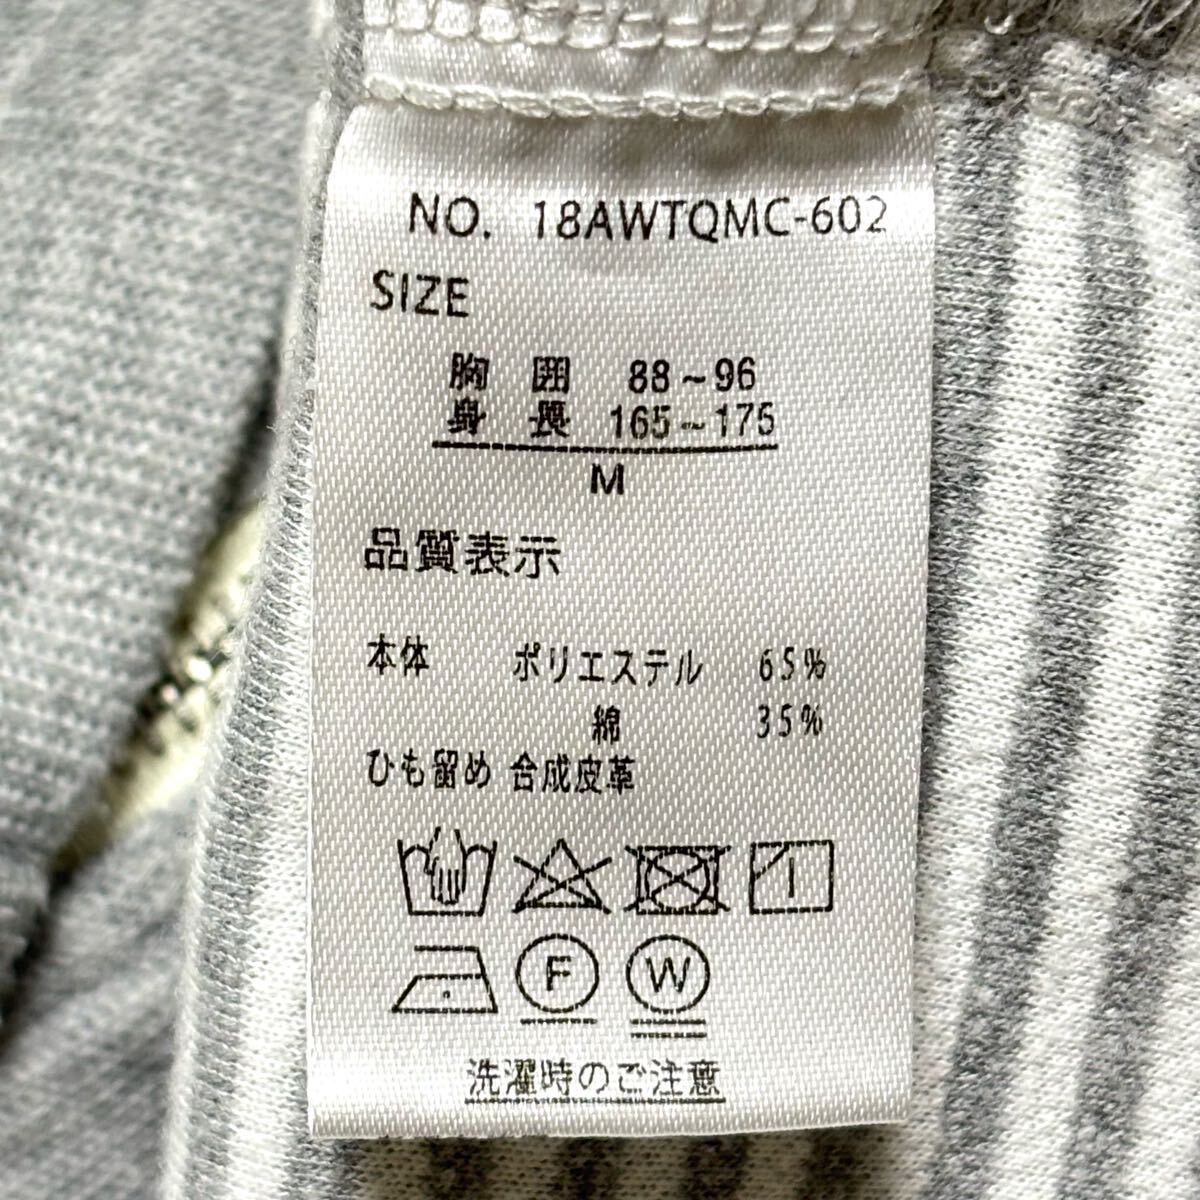 NO. 18AWTQMC-602
SIZE
胸 囲 88~96
身 長 165~175
M
品質表示
本体 ポリエステル 65%
綿 35%
ひも留め 合成皮革
F W
洗濯時のご注意